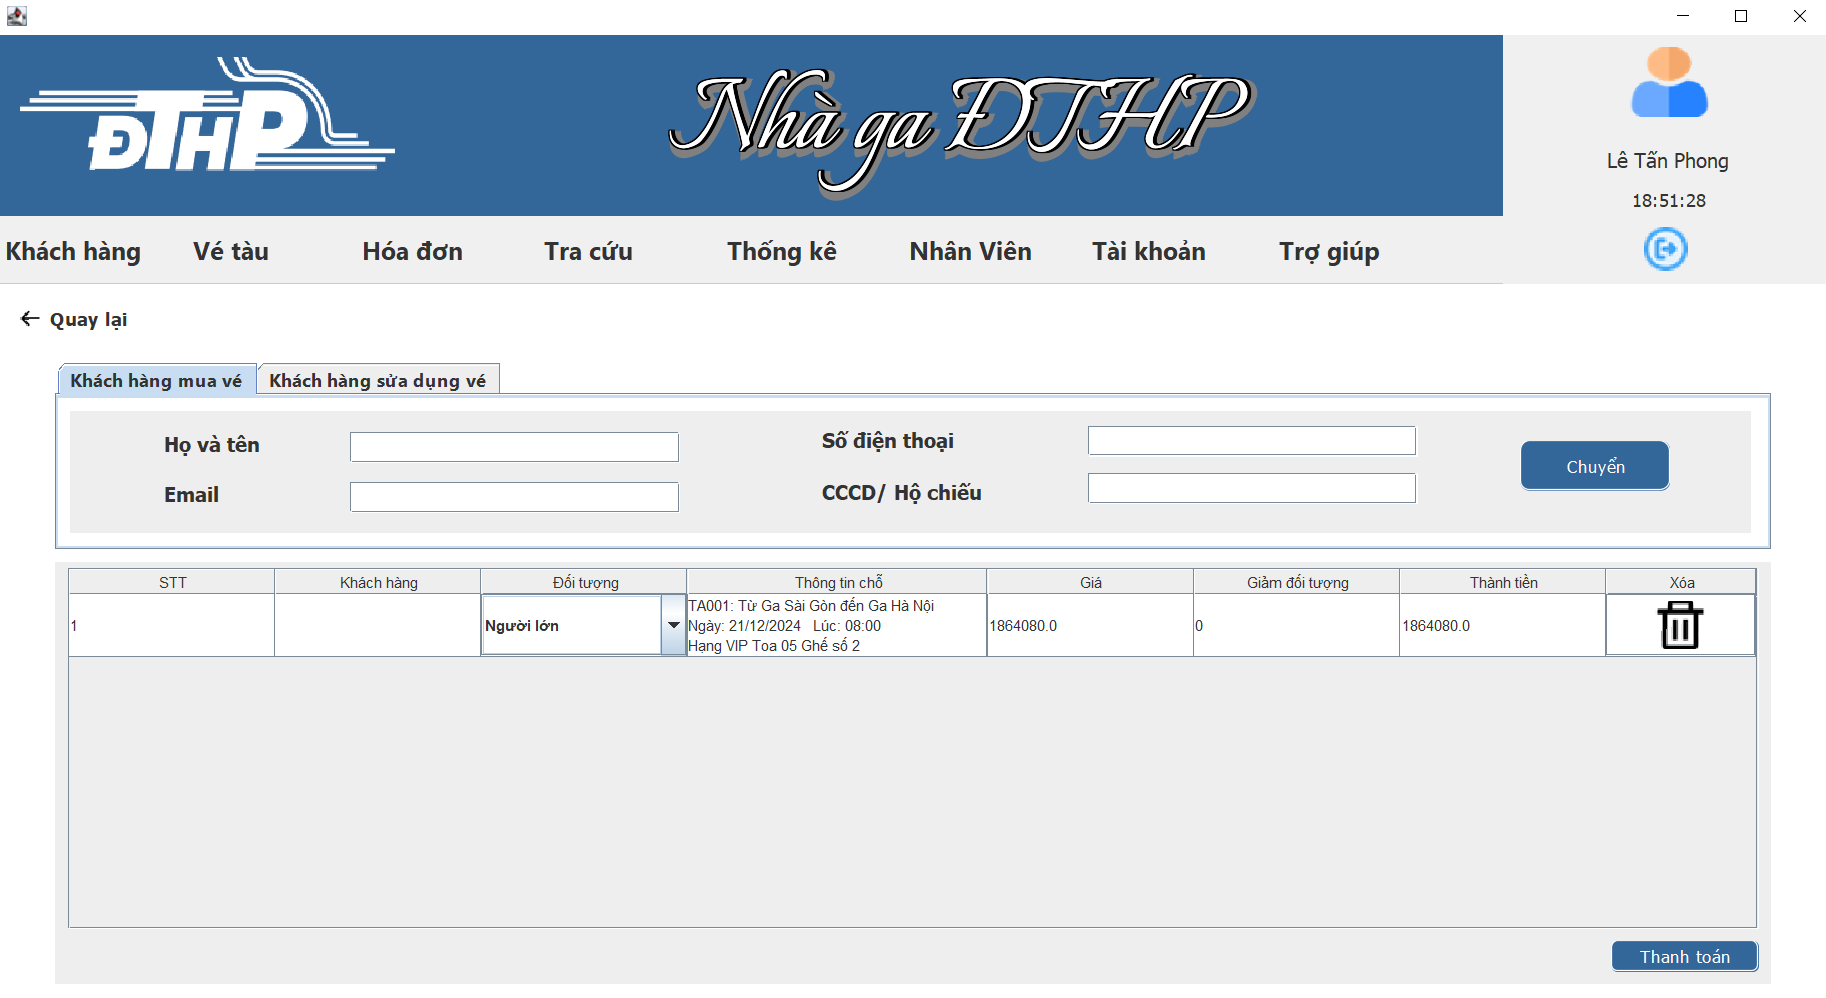 ĐTHP
Nhà ga ĐTHP
Lê Tấn Phong
18:51:28
Khách hàng Vé tàu Hóa đơn Tra cứu Thống kê Nhân Viên Tài khoản Trợ giúp
Quay lại
Khách hàng mua vé Khách hàng sửa dụng vé
Họ và tên Số điện thoại
Chuyển
Email CCCD/ Hộ chiếu
STT Khách hàng Đối tượng Thông tin chỗ Giá Giảm đối tượng Thành tiền Xóa
TA001: Từ Ga Sài Gòn đến Ga Hà Nội
1 Người lớn Ngày: 21/12/2024 Lúc: 08:00 1864080.0 0 1864080.0
Hạng VIP Toa 05 Ghế số 2
Thanh toán